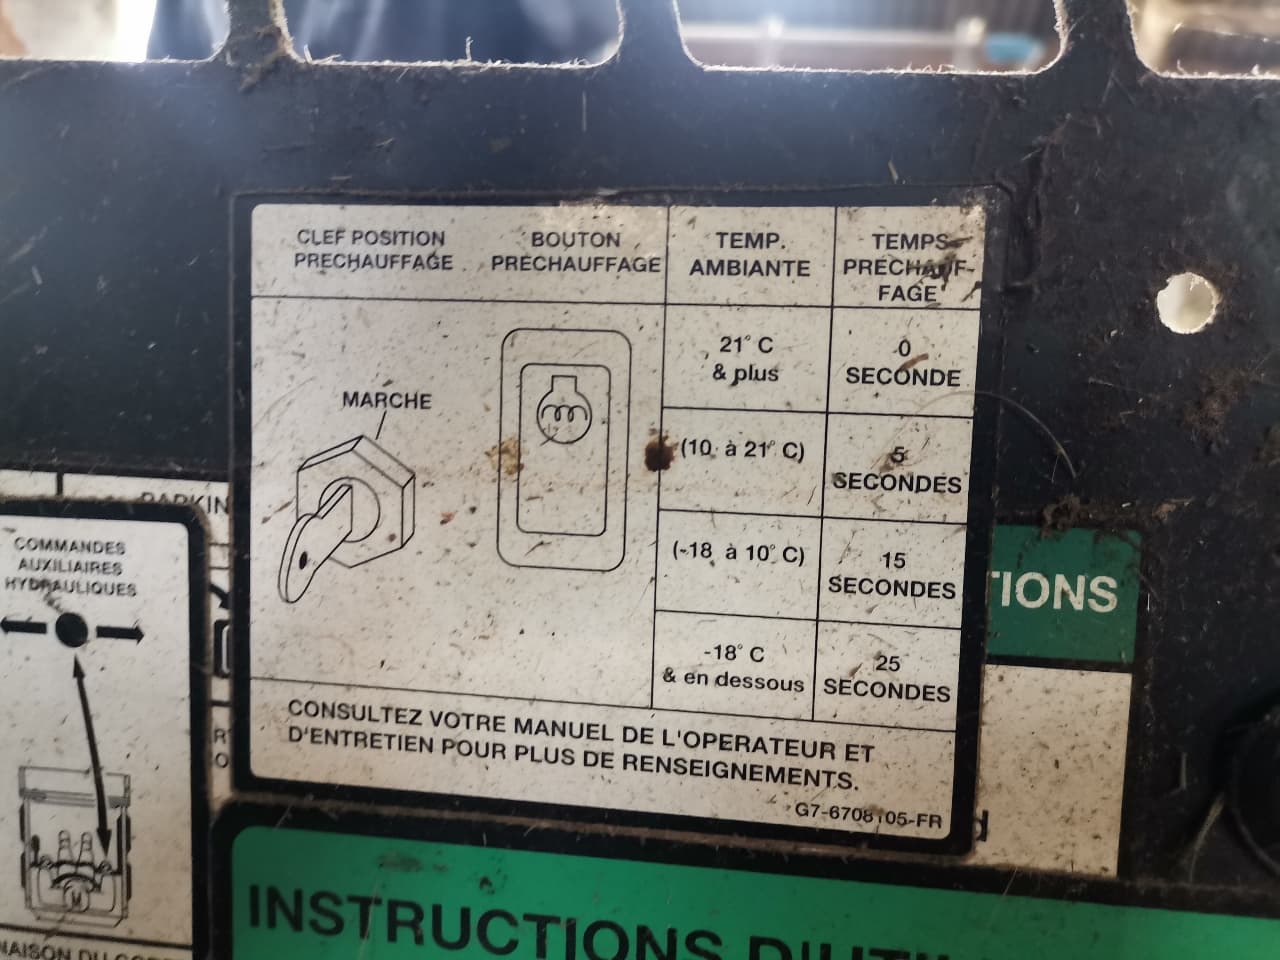 CLEF POSITION
PRECHAUFFAGE
BOUTON
PRECHAUFFAGE
TEMP.
AMBIANTE
TEMPS
PRECHAUF-
FAGE
MARCHE
21° C
& plus
0
SECONDE
(10 à 21° C)
5
SECONDES
(-18 à 10° C)
15
SECONDES
-18° C
& en dessous
25
SECONDES
CONSULTEZ VOTRE MANUEL DE L'OPERATEUR ET
D'ENTRETIEN POUR PLUS DE RENSEIGNEMENTS.
G7-6708105-FR
COMMANDES
AUXILIAIRES
HYDRAULIQUES
M
TIONS
INSTRUCTIONS